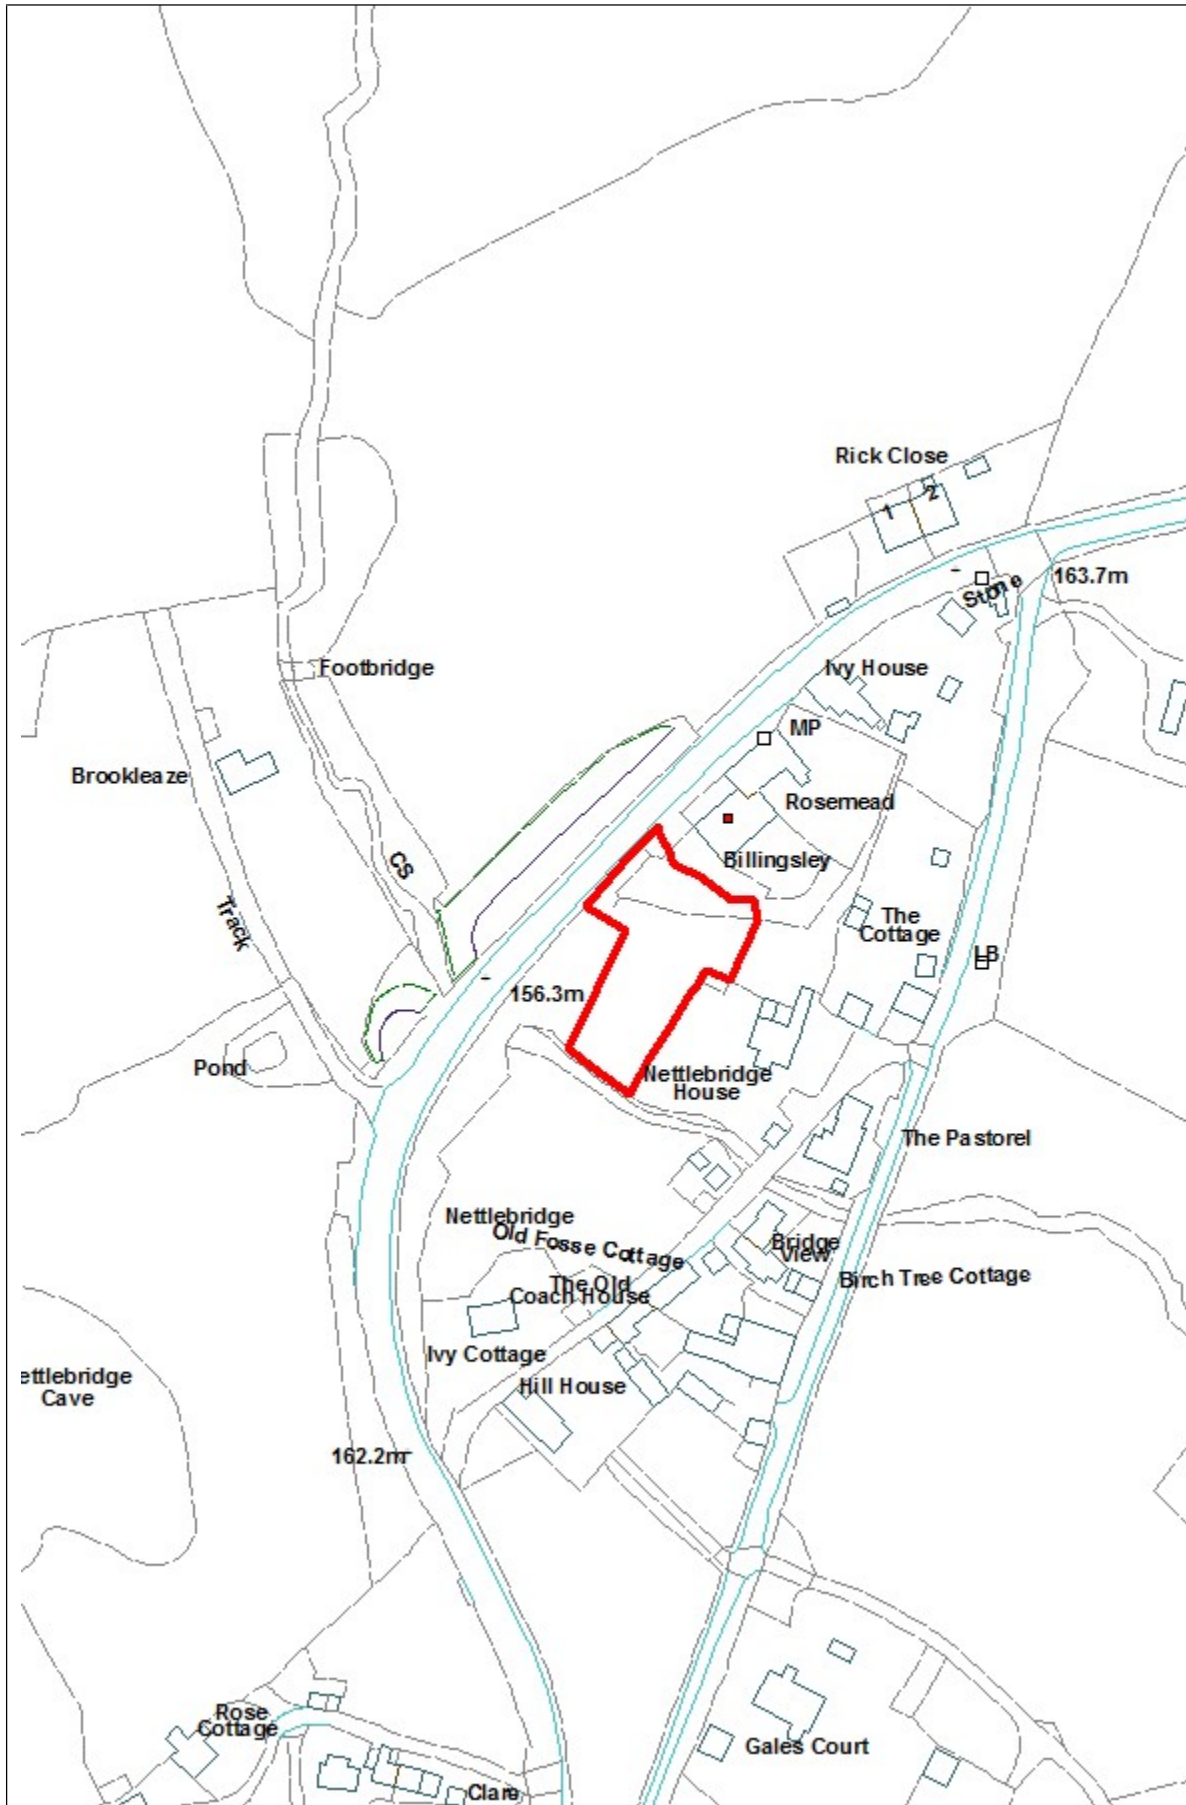 Rick Close
1
2
163.7m
Stone
Footbridge
Ivy House
MP
Brookleaze
Rosemead
Billingsley
CS
Track
The
Cottage
LB
156.3m
Pond
Nettlebridge
House
The Pastorel
Nettlebridge
Old Fosse Cottage
Bridge
View
Birch Tree Cottage
The Old
Coach House
Ivy Cottage
Hill House
ettlebridge
Cave
162.2m
Rose
Cottage
Gales Court
Clare